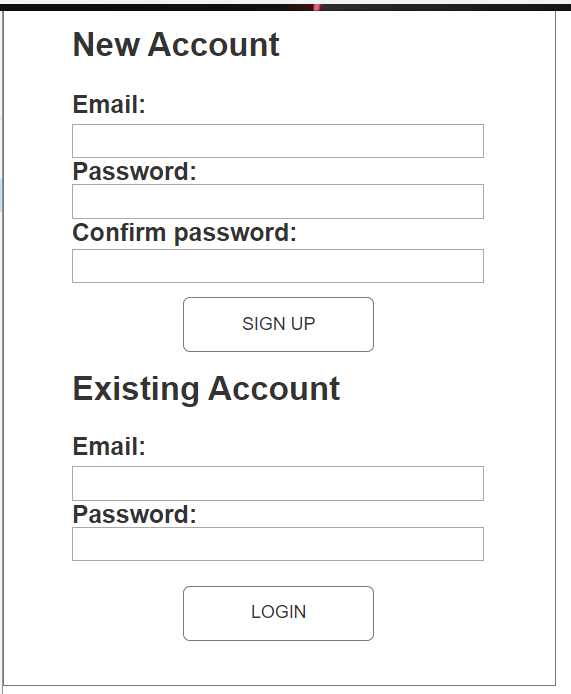 New Account
Email:
Password:
Confirm password:
SIGN UP
Existing Account
Email:
Password:
LOGIN